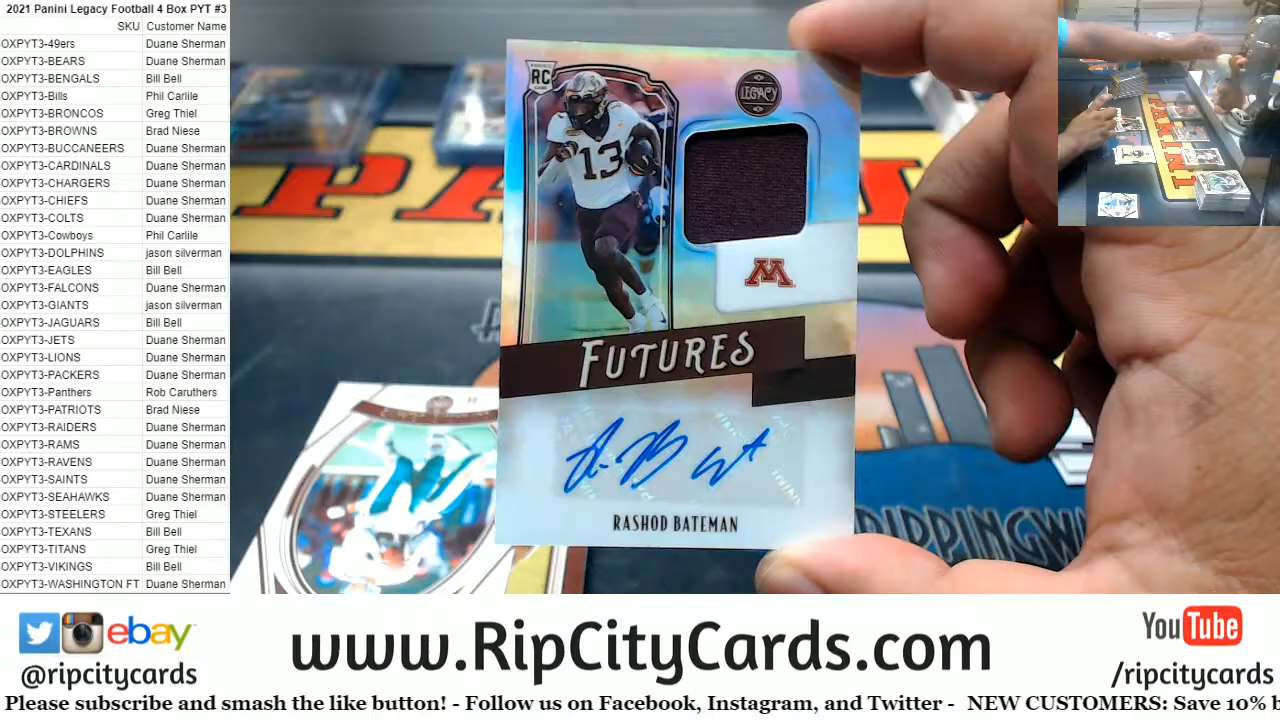 2021 Panini Legacy Football 4 Box PYT #3
SKU Customer Name
OXPYT3-49ers Duane Sherman
OXPYT3-BEARS Duane Sherman
OXPYT3-BENGALS Bill Bell
OXPYT3-Bills Phil Carlile
OXPYT3-BRONCOS Greg Thiel
OXPYT3-BROWNS Brad Niese
OXPYT3-BUCCANEERS Duane Sherman
OXPYT3-CARDINALS Duane Sherman
OXPYT3-CHARGERS Duane Sherman
OXPYT3-CHIEFS Duane Sherman
OXPYT3-COLTS Duane Sherman
OXPYT3-Cowboys Phil Carlile
OXPYT3-DOLPHINS jason silverman
OXPYT3-EAGLES Bill Bell
OXPYT3-FALCONS Duane Sherman
OXPYT3-GIANTS jason silverman
OXPYT3-JAGUARS Bill Bell
OXPYT3-JETS Duane Sherman
OXPYT3-LIONS Duane Sherman
OXPYT3-PACKERS Duane Sherman
OXPYT3-Panthers Rob Caruthers
OXPYT3-PATRIOTS Brad Niese
OXPYT3-RAIDERS Duane Sherman
OXPYT3-RAMS Duane Sherman
OXPYT3-RAVENS Duane Sherman
OXPYT3-SAINTS Duane Sherman
OXPYT3-SEAHAWKS Duane Sherman
OXPYT3-STEELERS Greg Thiel
OXPYT3-TEXANS Bill Bell
OXPYT3-TITANS Greg Thiel
OXPYT3-VIKINGS Bill Bell
OXPYT3-WASHINGTON FT Duane Sherman
RC
LEGACY
13
M
FUTURES
RASHOD BATEMAN
PANINI
RIPPINGW
ebay
@ripcitycards
www.RipCityCards.com
YouTube
/ripcitycards
Please subscribe and smash the like button! - Follow us on Facebook, Instagram, and Twitter - NEW CUSTOMERS: Save 10%